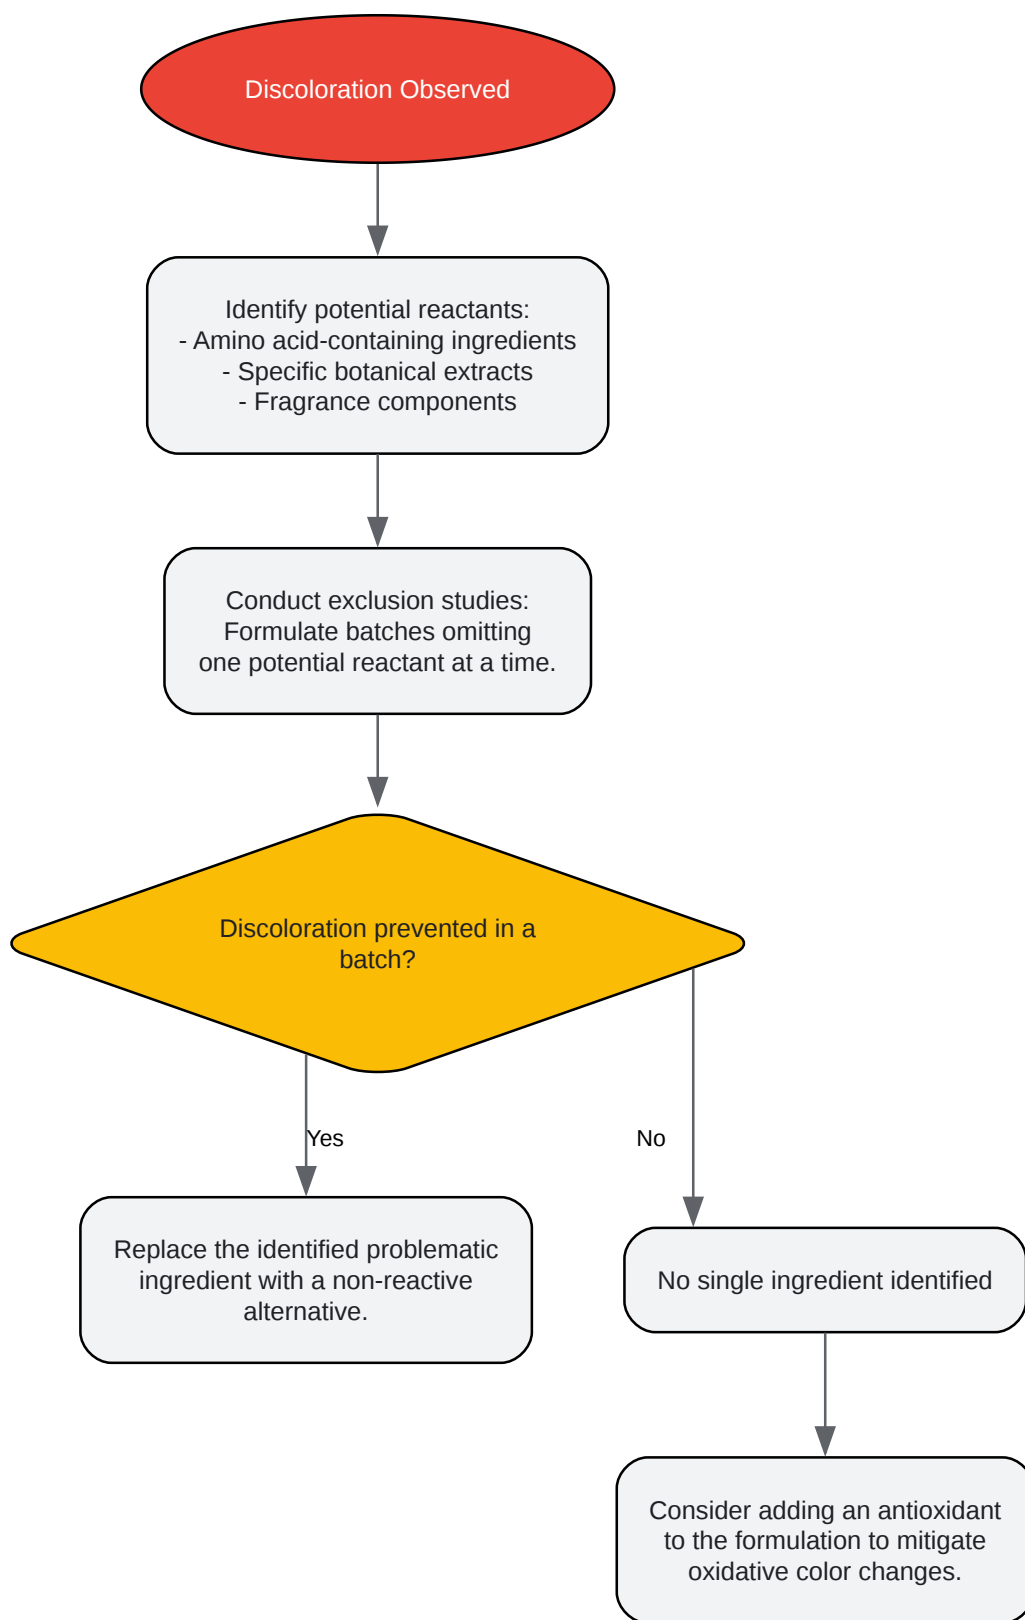 Discoloration Observed
Identify potential reactants:
- Amino acid-containing ingredients
- Specific botanical extracts
- Fragrance components
Conduct exclusion studies:
Formulate batches omitting
one potential reactant at a time.
Discoloration prevented in a
batch?
Yes
No
Replace the identified problematic
ingredient with a non-reactive
alternative.
No single ingredient identified
Consider adding an antioxidant
to the formulation to mitigate
oxidative color changes.